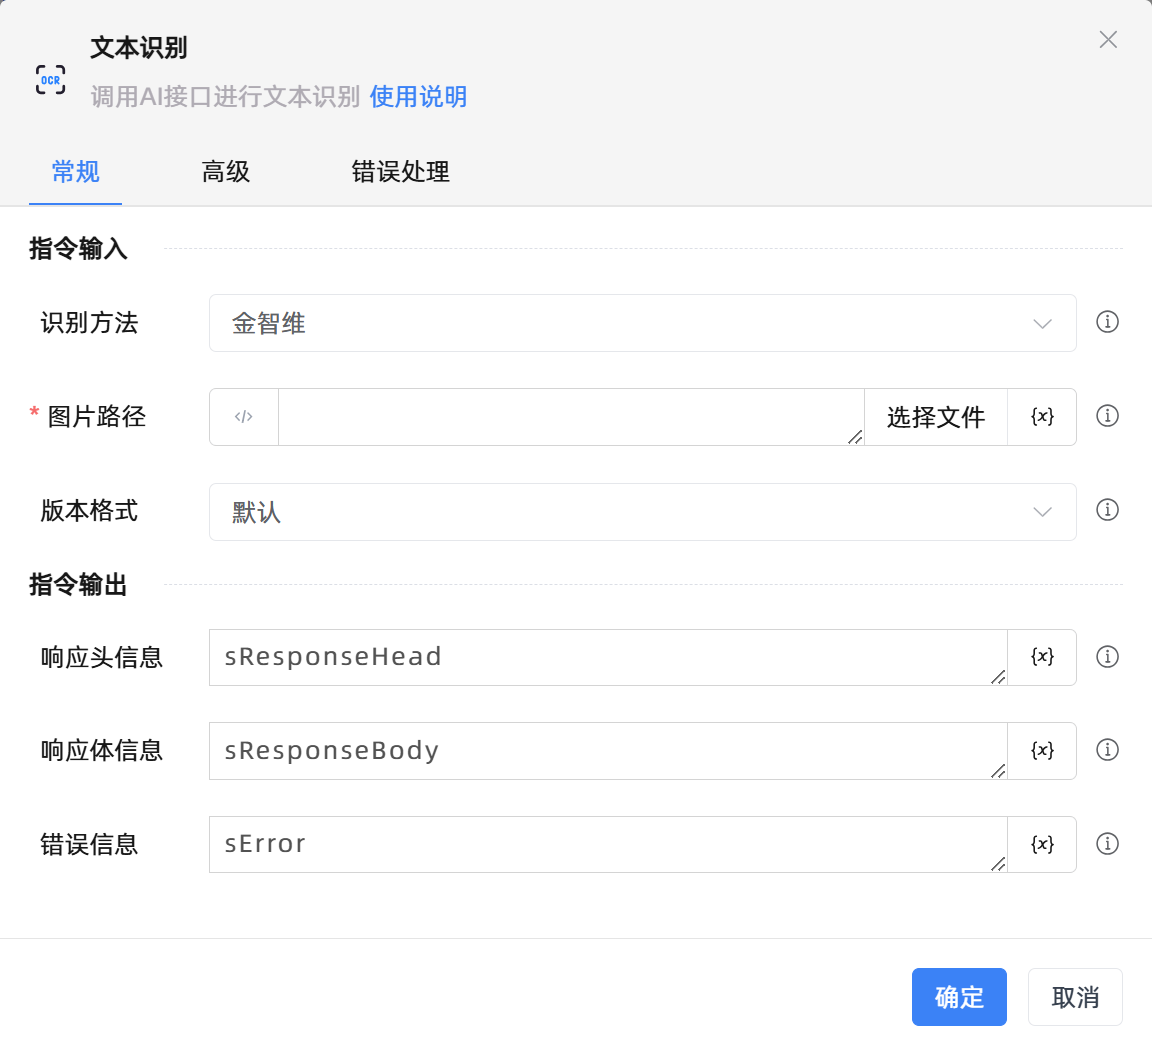 文本识别
OCR
调用AI接口进行文本识别 使用说明
常规 高级 错误处理
指令输入
识别方法 金智维
* 图片路径 </> 选择文件 {x}
版本格式 默认
指令输出
响应头信息 sResponseHead {x}
响应体信息 sResponseBody {x}
错误信息 sError {x}
确定 取消